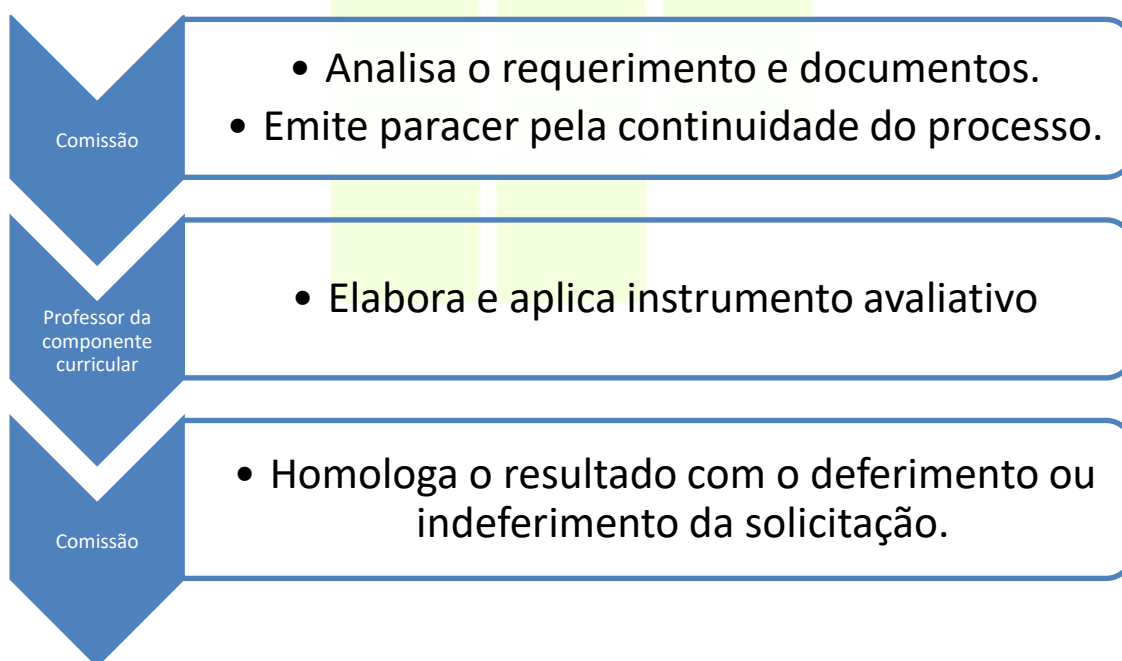 Comissão
• Analisa o requerimento e documentos.
• Emite paracer pela continuidade do processo.
Professor da
componente
curricular
• Elabora e aplica instrumento avaliativo
Comissão
• Homologa o resultado com o deferimento ou
indeferimento da solicitação.